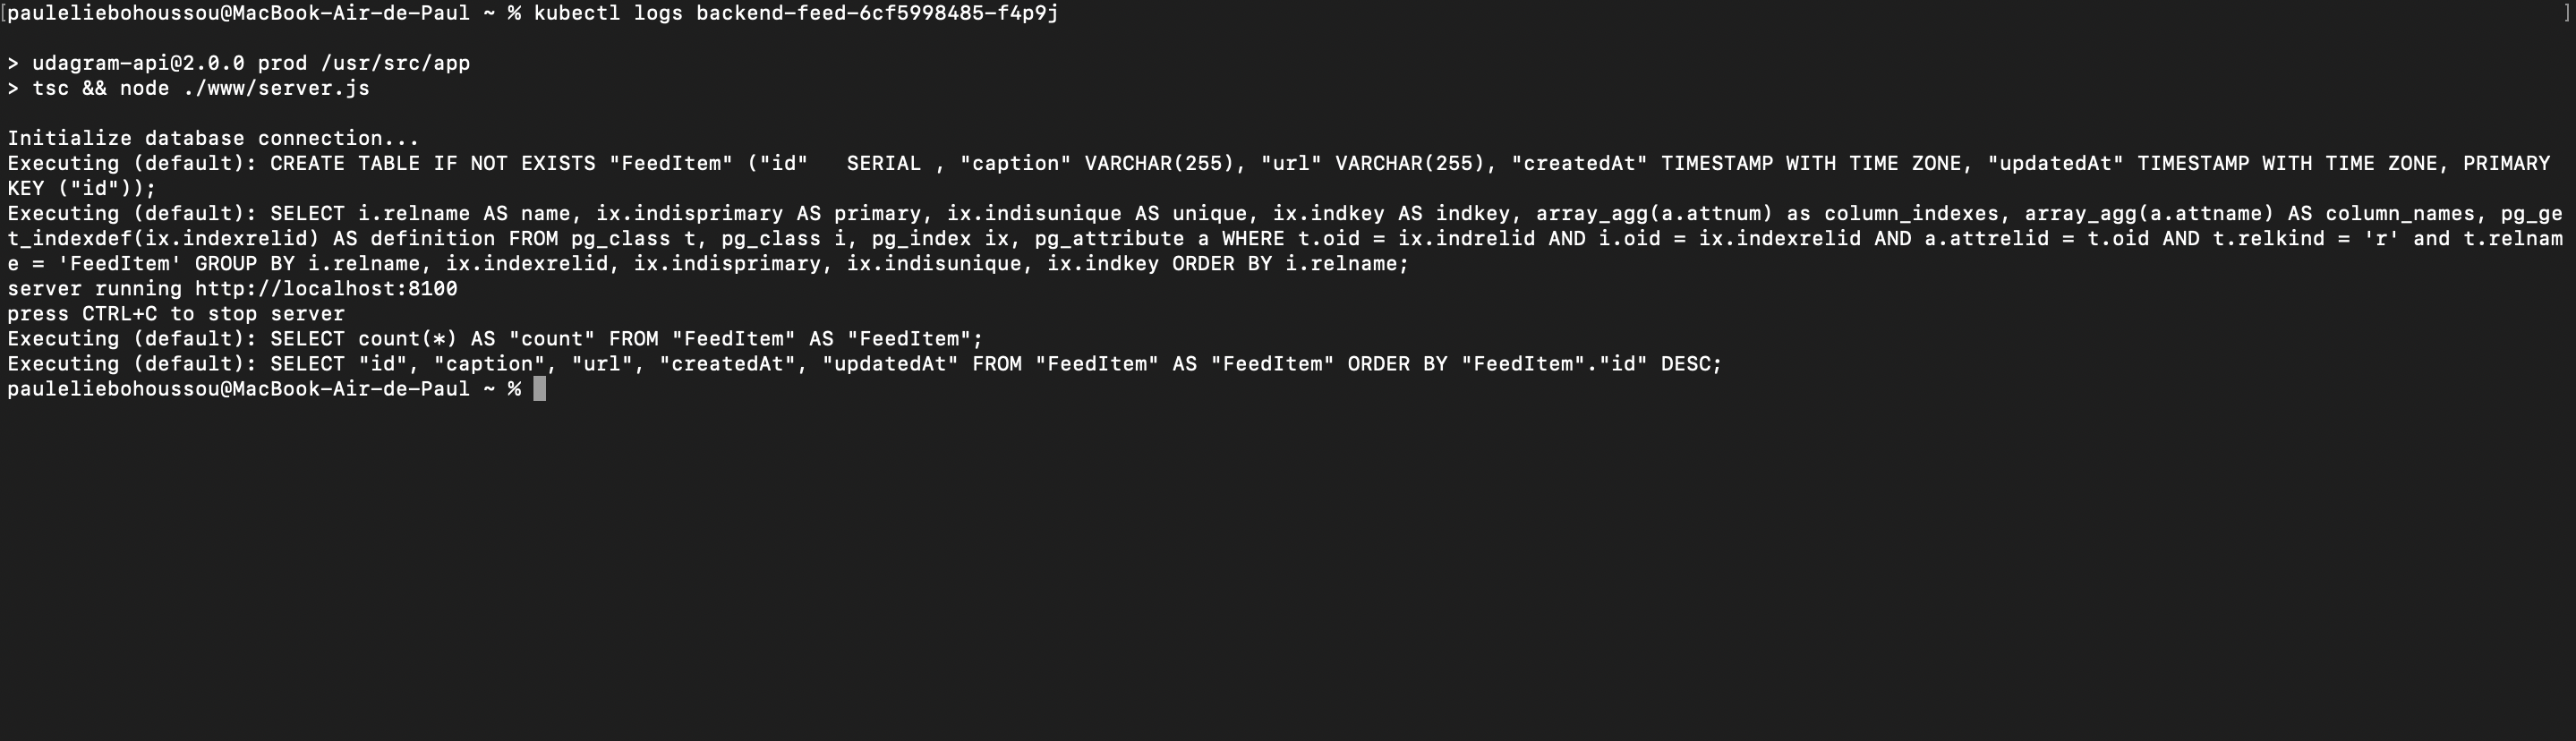 [pauleliebohoussou@MacBook-Air-de-Paul ~ % kubectl logs backend-feed-6cf5998485-f4p9j ]
> udagram-api@2.0.0 prod /usr/src/app
> tsc && node ./www/server.js
Initialize database connection...
Executing (default): CREATE TABLE IF NOT EXISTS "FeedItem" ("id"   SERIAL , "caption" VARCHAR(255), "url" VARCHAR(255), "createdAt" TIMESTAMP WITH TIME ZONE, "updatedAt" TIMESTAMP WITH TIME ZONE, PRIMARY
KEY ("id"));
Executing (default): SELECT i.relname AS name, ix.indisprimary AS primary, ix.indisunique AS unique, ix.indkey AS indkey, array_agg(a.attnum) as column_indexes, array_agg(a.attname) AS column_names, pg_ge
t_indexdef(ix.indexrelid) AS definition FROM pg_class t, pg_class i, pg_index ix, pg_attribute a WHERE t.oid = ix.indrelid AND i.oid = ix.indexrelid AND a.attrelid = t.oid AND t.relkind = 'r' and t.relnam
e = 'FeedItem' GROUP BY i.relname, ix.indexrelid, ix.indisprimary, ix.indisunique, ix.indkey ORDER BY i.relname;
server running http://localhost:8100
press CTRL+C to stop server
Executing (default): SELECT count(*) AS "count" FROM "FeedItem" AS "FeedItem";
Executing (default): SELECT "id", "caption", "url", "createdAt", "updatedAt" FROM "FeedItem" AS "FeedItem" ORDER BY "FeedItem"."id" DESC;
pauleliebohoussou@MacBook-Air-de-Paul ~ %